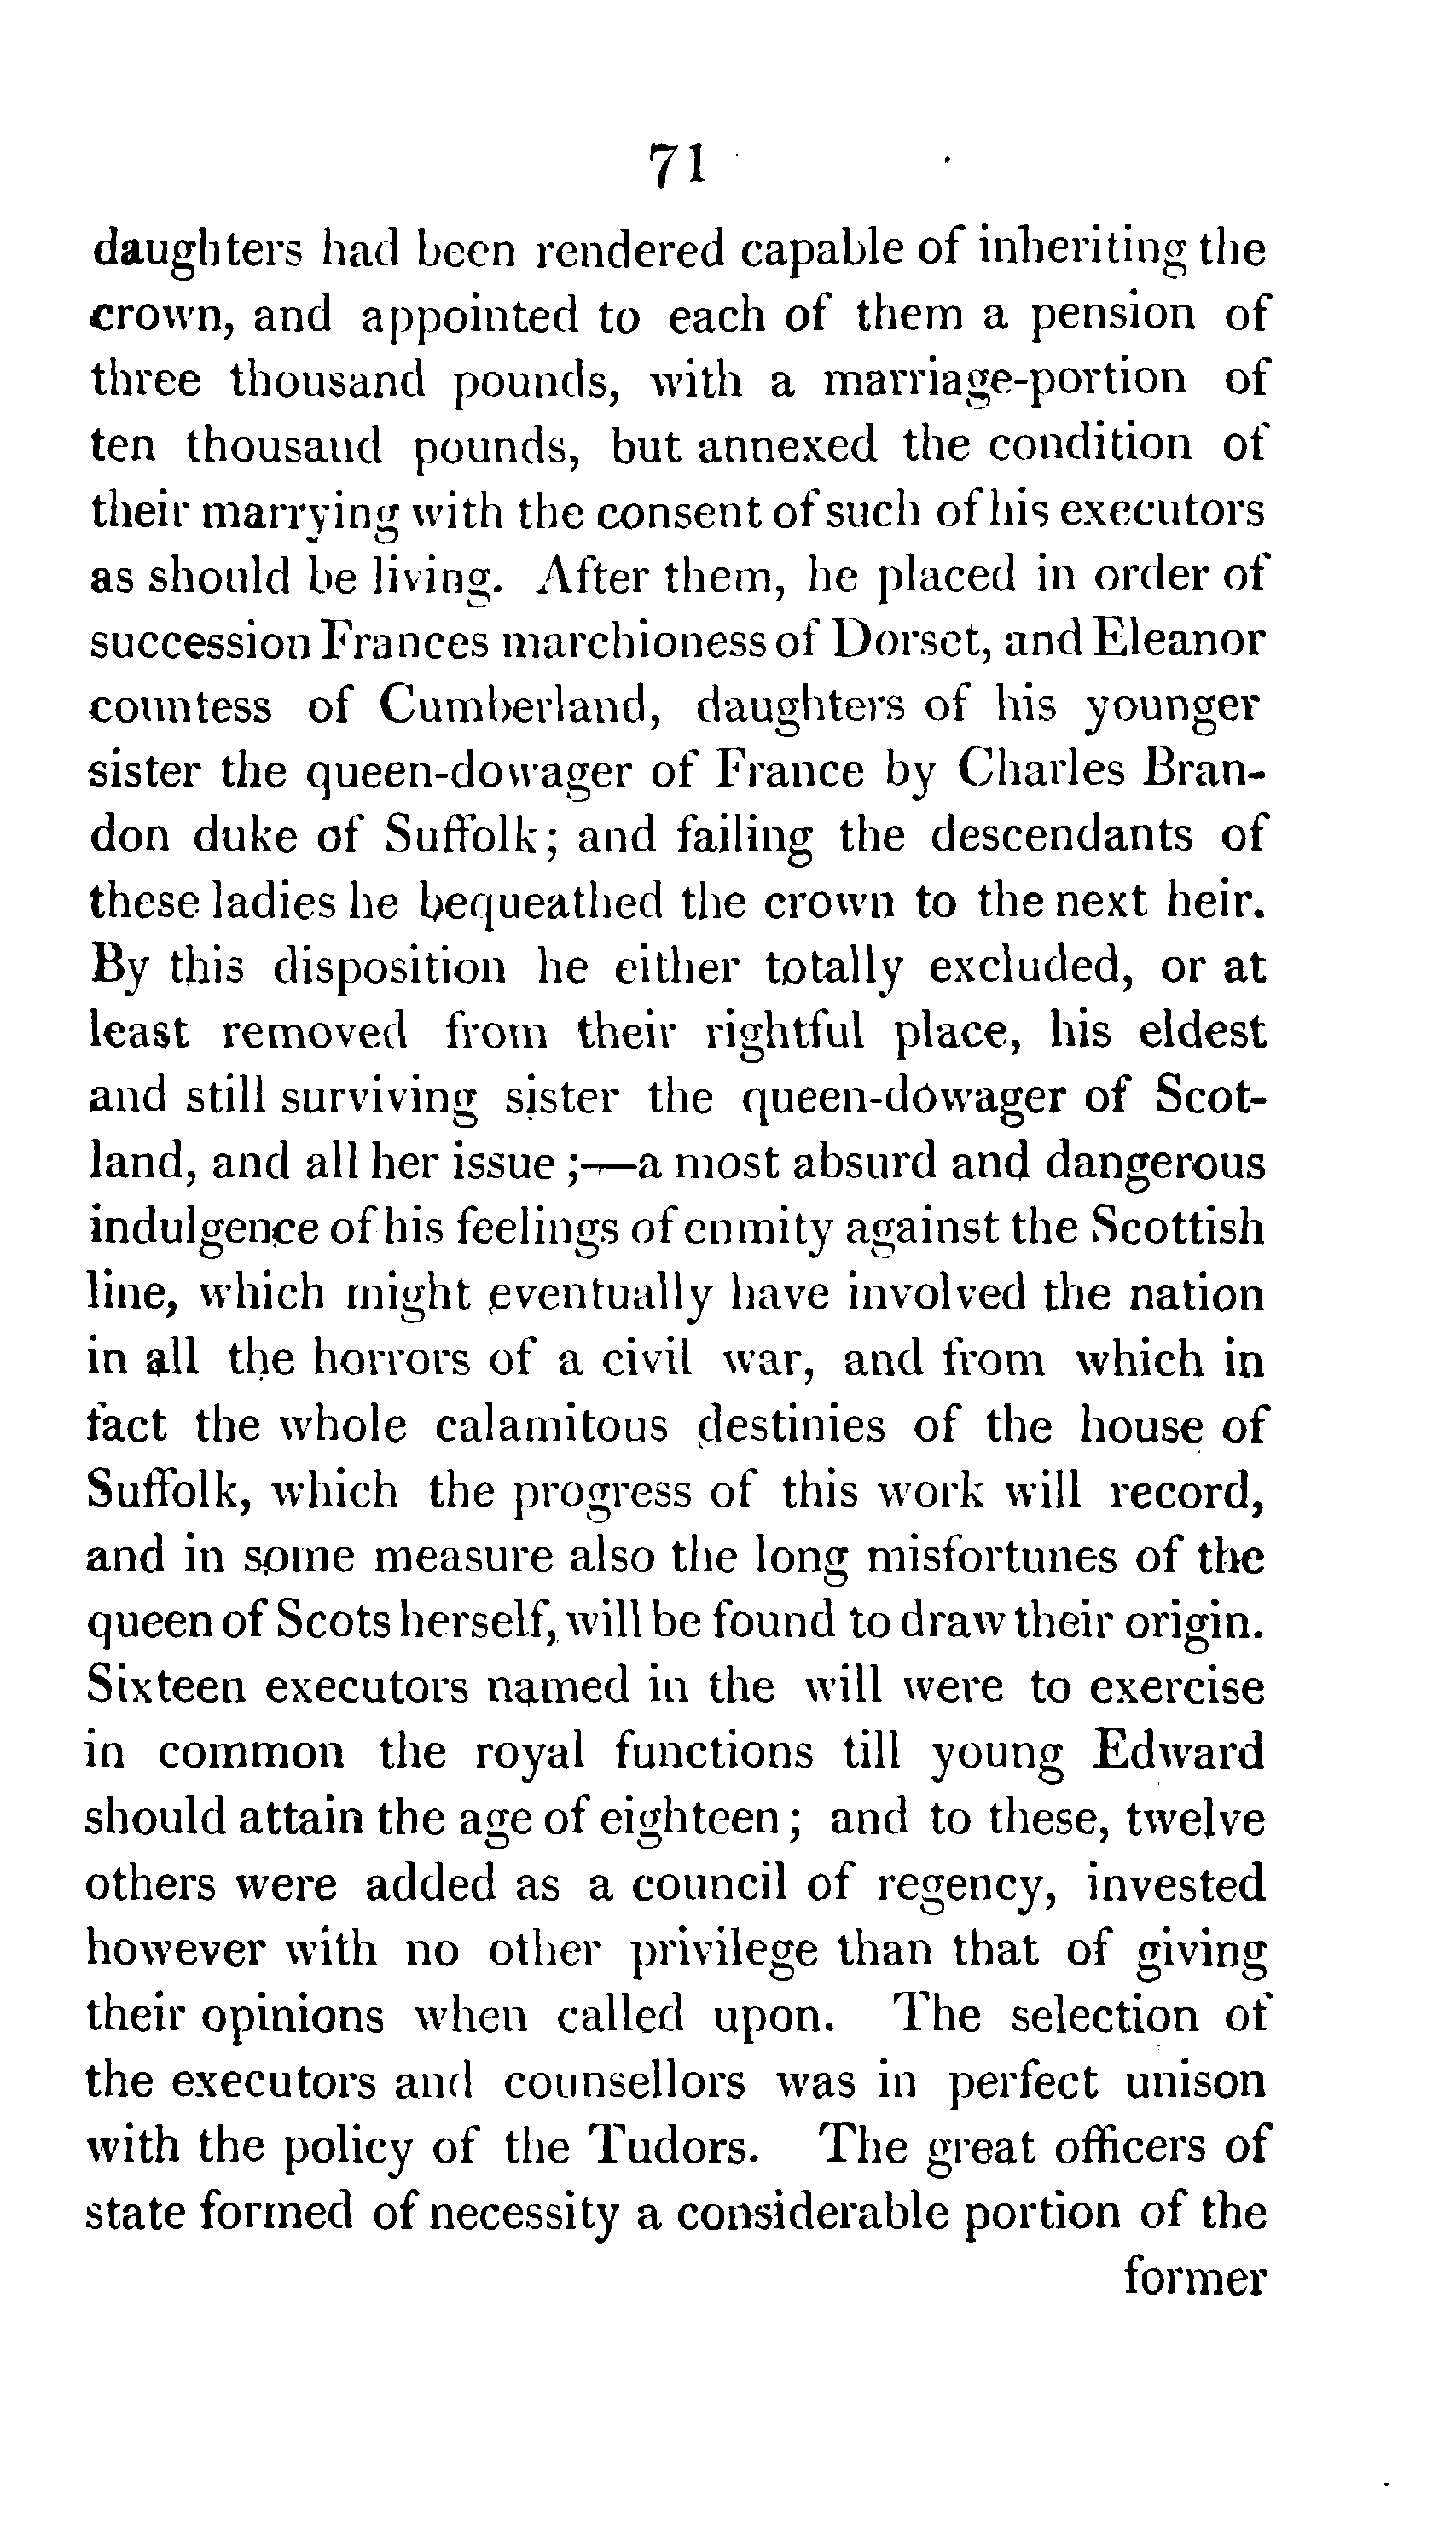 71
daughters had been rendered capable of inheriting the
crown, and appointed to each of them a pension of
three thousand pounds, with a marriage-portion of
ten thousand pounds, but annexed the condition of
their marrying with the consent of such of his executors
as should be living. After them, he placed in order of
succession Frances marchioness of Dorset, and Eleanor
countess of Cumberland, daughters of his younger
sister the queen-dowager of France by Charles Bran-
don duke of Suffolk; and failing the descendants of
these ladies he bequeathed the crown to the next heir.
By this disposition he either totally excluded, or at
least removed from their rightful place, his eldest
and still surviving sister the queen-dowager of Scot-
land, and all her issue ;—a most absurd and dangerous
indulgence of his feelings of enmity against the Scottish
line, which might eventually have involved the nation
in all the horrors of a civil war, and from which in
fact the whole calamitous destinies of the house of
Suffolk, which the progress of this work will record,
and in some measure also the long misfortunes of the
queen of Scots herself, will be found to draw their origin.
Sixteen executors named in the will were to exercise
in common the royal functions till young Edward
should attain the age of eighteen; and to these, twelve
others were added as a council of regency, invested
however with no other privilege than that of giving
their opinions when called upon. The selection of
the executors and counsellors was in perfect unison
with the policy of the Tudors. The great officers of
state formed of necessity a considerable portion of the
former